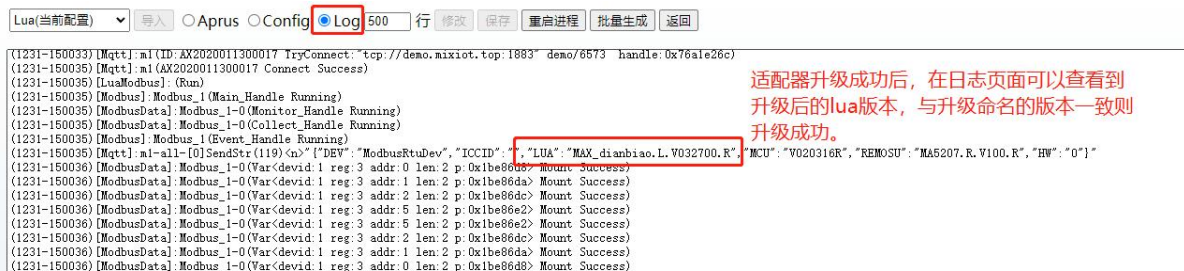 Lua(当前配置) 导入 Aprus Config Log 500 行 修改 保存 重启进程 批量生成 返回
(1231-150033)[Mqtt]:m1(ID:AX2020011300017 TryConnect:"tcp://demo.mixiot.top:1883" demo/6573 handle:0x76a1e26c)
(1231-150035)[Mqtt]:m1(AX2020011300017 Connect Success)
(1231-150035)[LuaModbus]:(Run)
(1231-150035)[Modbus]:Modbus_1(Main_Handle Running)
(1231-150035)[ModbusData]:Modbus_1-0(Monitor_Handle Running)
(1231-150035)[ModbusData]:Modbus_1-0(Collect_Handle Running)
(1231-150035)[Modbus]:Modbus_1(Event_Handle Running)
(1231-150035)[Mqtt]:m1-all-[0]SendStr(119)<n>"{"DEV":"ModbusRtuDev","ICCID":"","LUA":"MAX_dianbiao.L.V032700.R","MCU":"V020316R","REMOSU":"MA5207.R.V100.R","HW":"0"}"
(1231-150036)[ModbusData]:Modbus_1-0(Var<devid:1 reg:3 addr:0 len:2 p:0x1be86d8> Mount Success)
(1231-150036)[ModbusData]:Modbus_1-0(Var<devid:1 reg:3 addr:1 len:2 p:0x1be86da> Mount Success)
(1231-150036)[ModbusData]:Modbus_1-0(Var<devid:1 reg:3 addr:2 len:2 p:0x1be86dc> Mount Success)
(1231-150036)[ModbusData]:Modbus_1-0(Var<devid:1 reg:3 addr:5 len:2 p:0x1be86e2> Mount Success)
(1231-150036)[ModbusData]:Modbus_1-0(Var<devid:1 reg:3 addr:5 len:2 p:0x1be86e2> Mount Success)
(1231-150036)[ModbusData]:Modbus_1-0(Var<devid:1 reg:3 addr:2 len:2 p:0x1be86dc> Mount Success)
(1231-150036)[ModbusData]:Modbus_1-0(Var<devid:1 reg:3 addr:1 len:2 p:0x1be86da> Mount Success)
(1231-150036)[ModbusData]:Modbus_1-0(Var<devid:1 reg:3 addr:0 len:2 p:0x1be86d8> Mount Success)
适配器升级成功后，在日志页面可以查看到
升级后的lua版本，与升级命名的版本一致则
升级成功。